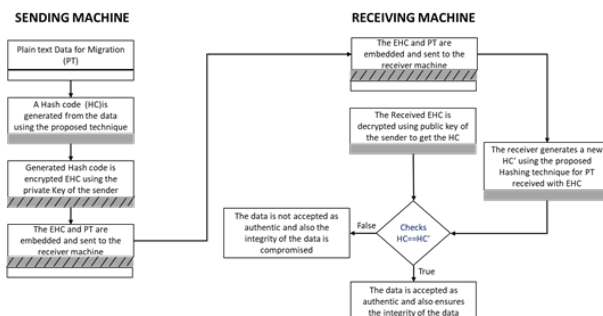 SENDING MACHINE
Plain text Data for Migration
(PT)
A Hash code (HC)is
generated from the data
using the proposed technique
Generated Hash code is
encrypted EHC using the
private Key of the sender
The EHC and PT are
embedded and sent to the
receiver machine
RECEIVING MACHINE
The EHC and PT are
embedded and sent to the
receiver machine
The Received EHC is
decrypted using public key of
the sender to get the HC
The receiver generates a new
HC' using the proposed
Hashing technique for PT
received with EHC
Checks
HC==HC'
False
The data is not accepted as
authentic and also the
integrity of the data is
compromised
True
The data is accepted as
authentic and also ensures
the integrity of the data